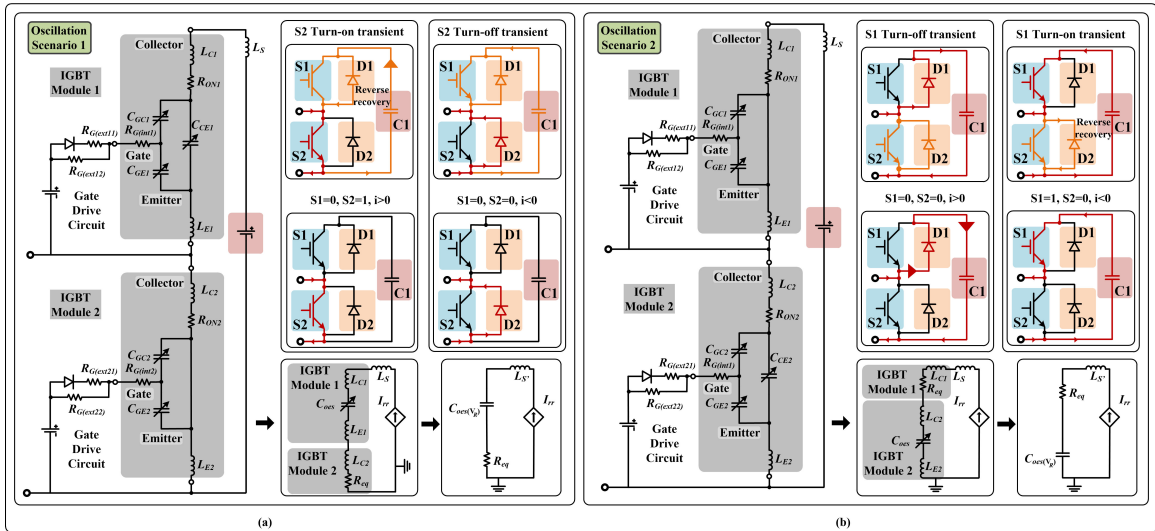 Oscillation
Scenario 1
IGBT
Module 1
Collector
L_C1
R_ON1
C_GC1
C_CE1
R_G(ext11)
R_G(int1)
R_G(ext12)
Gate
C_GE1
Gate
Drive
Circuit
Emitter
L_E1
L_S
IGBT
Module 2
Collector
L_C2
R_ON2
C_GC2
R_G(ext21)
R_G(int2)
R_G(ext22)
Gate
C_GE2
Gate
Drive
Circuit
Emitter
L_E2
S2 Turn-on transient
S1
D1
Reverse
recovery
C1
S2
D2
S2 Turn-off transient
S1
D1
C1
S2
D2
S1=0, S2=1, i>0
S1
D1
C1
S2
D2
S1=0, S2=0, i<0
S1
D1
C1
S2
D2
IGBT
Module 1
L_C1
L_S
C_oes
I_rr
L_E1
IGBT
Module 2
L_C2
R_eq
L_S'
C_oes(V_R)
I_rr
R_eq
(a)
Oscillation
Scenario 2
IGBT
Module 1
Collector
L_C1
R_ON1
C_GC1
R_G(ext11)
R_G(int1)
R_G(ext12)
Gate
C_GE1
Gate
Drive
Circuit
Emitter
L_E1
L_S
IGBT
Module 2
Collector
L_C2
R_ON2
C_GC2
C_CE2
R_G(ext21)
R_G(int1)
R_G(ext22)
Gate
C_GE2
Gate
Drive
Circuit
Emitter
L_E2
S1 Turn-off transient
S1
D1
C1
S2
D2
S1 Turn-on transient
S1
D1
C1
Reverse
recovery
S2
D2
S1=0, S2=0, i>0
S1
D1
C1
S2
D2
S1=1, S2=0, i<0
S1
D1
C1
S2
D2
IGBT
Module 1
L_C1
L_S
R_eq
I_rr
L_C2
C_oes
IGBT
Module 2
L_E2
L_S'
R_eq
I_rr
C_oes(V_R)
(b)